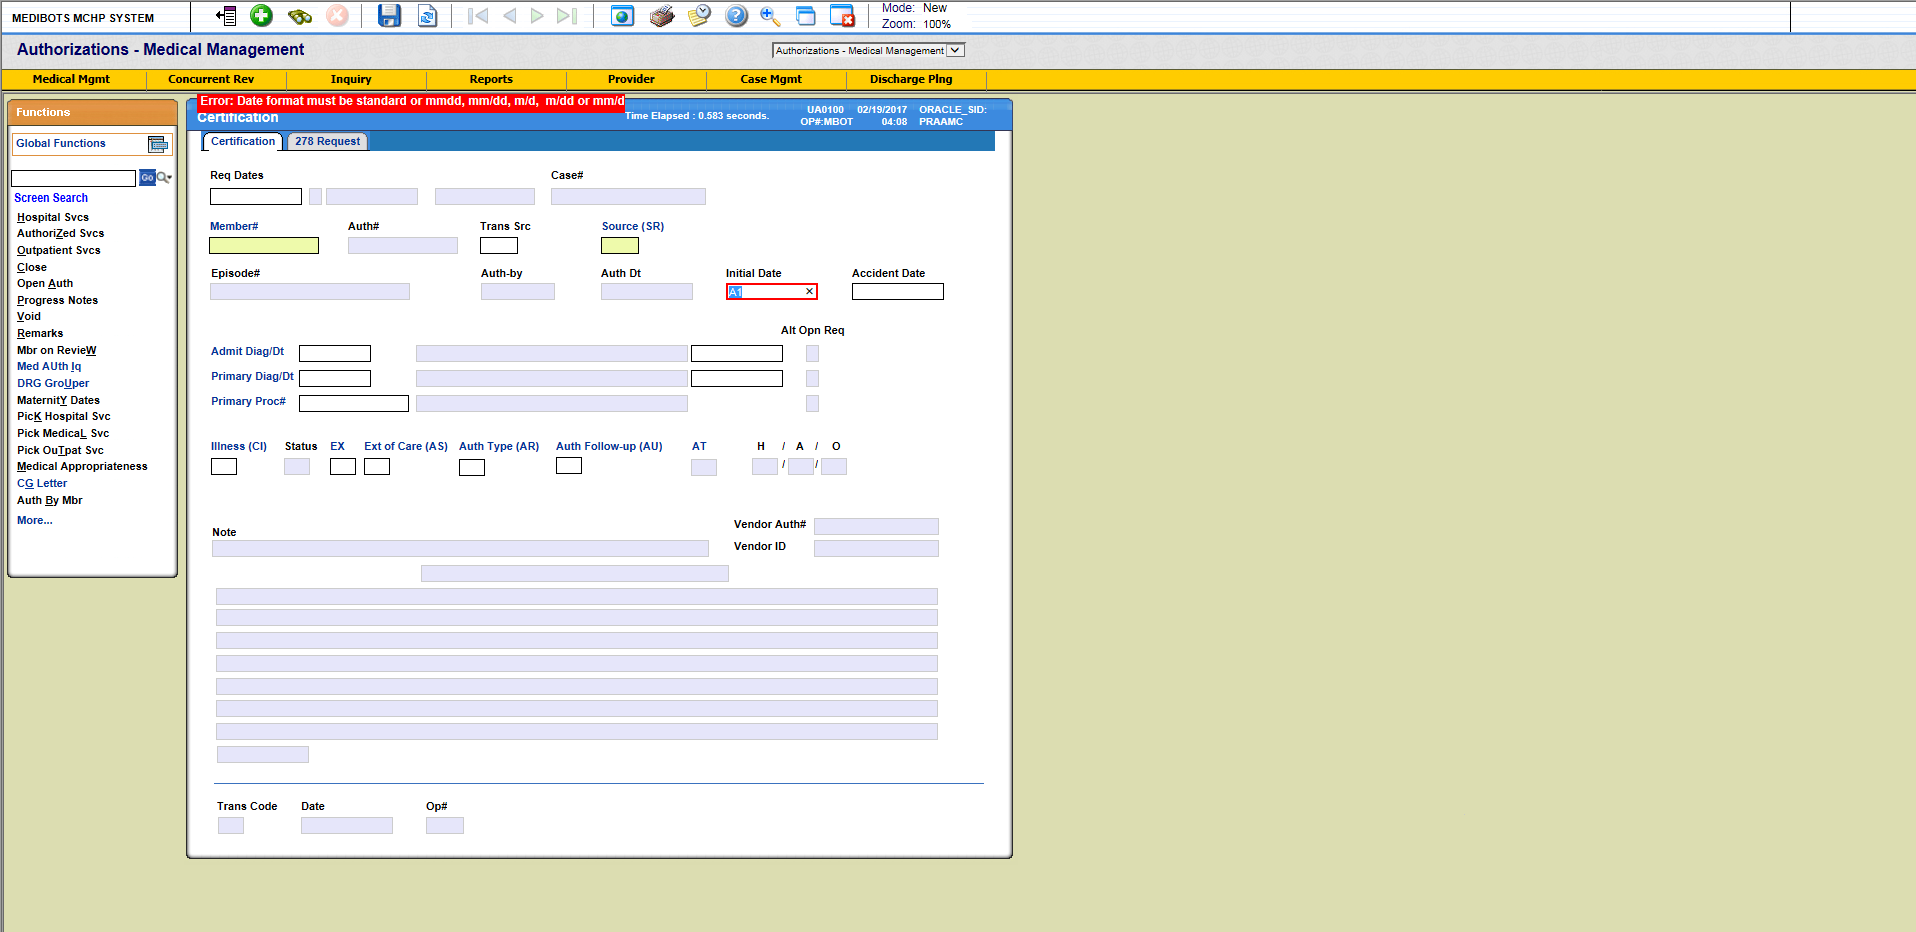 MEDIBOTS MCHP SYSTEM
Mode: New
Zoom: 100%
Authorizations - Medical Management
Authorizations - Medical Management
Medical Mgmt
Concurrent Rev
Inquiry
Reports
Provider
Case Mgmt
Discharge Plng
Functions
Global Functions
Go
Screen Search
Hospital Svcs
AuthoriZed Svcs
Outpatient Svcs
Close
Open Auth
Progress Notes
Void
Remarks
Mbr on RevieW
Med AUth Iq
DRG GroUper
MaternitY Dates
PicK Hospital Svc
Pick MedicaL Svc
Pick OuTpat Svc
Medical Appropriateness
CG Letter
Auth By Mbr
More...
Error: Date format must be standard or mmdd, mm/dd, m/d, m/dd or mm/d
Certification
Time Elapsed : 0.583 seconds.
UA0100 02/19/2017 ORACLE_SID:
OP#:MBOT 04:08 PRAAMC
Certification
278 Request
Req Dates
Case#
Member#
Auth#
Trans Src
Source (SR)
Episode#
Auth-by
Auth Dt
Initial Date
Accident Date
A1
Alt Opn Req
Admit Diag/Dt
Primary Diag/Dt
Primary Proc#
Illness (CI)
Status
EX
Ext of Care (AS)
Auth Type (AR)
Auth Follow-up (AU)
AT
H / A / O
/ /
Note
Vendor Auth#
Vendor ID
Trans Code
Date
Op#